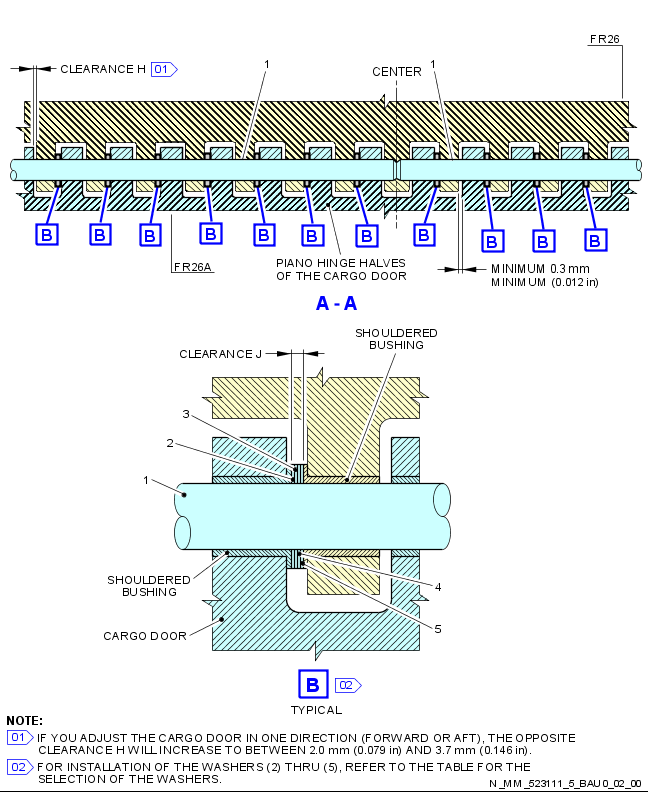 FR26
CLEARANCE H 01
1
CENTER
1
B B B B B B B B B B B
FR26A
PIANO HINGE HALVES
OF THE CARGO DOOR
MINIMUM 0.3 mm
MINIMUM (0.012 in)
A - A
SHOULDERED
BUSHING
CLEARANCE J
3
2
1
SHOULDERED
BUSHING
4
5
CARGO DOOR
B 02
TYPICAL
NOTE:
01 IF YOU ADJUST THE CARGO DOOR IN ONE DIRECTION (FORWARD OR AFT), THE OPPOSITE
CLEARANCE H WILL INCREASE TO BETWEEN 2.0 mm (0.079 in) AND 3.7 mm (0.146 in).
02 FOR INSTALLATION OF THE WASHERS (2) THRU (5), REFER TO THE TABLE FOR THE
SELECTION OF THE WASHERS.
N_MM_523111_5_BAU0_02_00